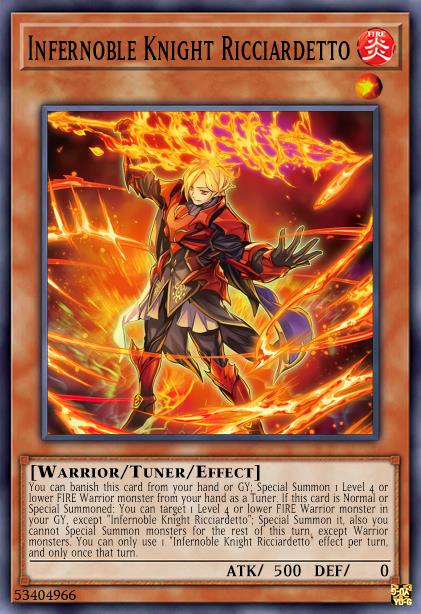 Infernoble Knight Ricciardetto
FIRE
炎
[Warrior/Tuner/Effect]
You can banish this card from your hand or GY; Special Summon 1 Level 4 or
lower FIRE Warrior monster from your hand as a Tuner. If this card is Normal or
Special Summoned: You can target 1 Level 4 or lower FIRE Warrior monster in
your GY, except "Infernoble Knight Ricciardetto"; Special Summon it, also you
cannot Special Summon monsters for the rest of this turn, except Warrior
monsters. You can only use 1 "Infernoble Knight Ricciardetto" effect per turn,
and only once that turn.
ATK/ 500 DEF/ 0
53404966